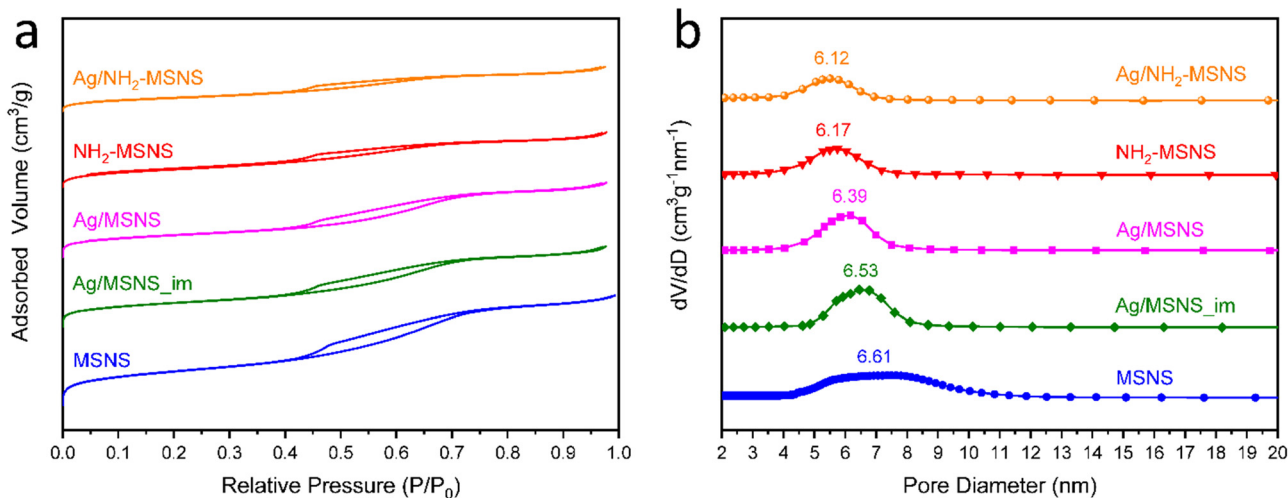 a
Adsorbed Volume (cm³/g)
Ag/NH₂-MSNS
NH₂-MSNS
Ag/MSNS
Ag/MSNS_im
MSNS
0.0 0.1 0.2 0.3 0.4 0.5 0.6 0.7 0.8 0.9 1.0
Relative Pressure (P/P₀)
b
dV/dD (cm³g⁻¹nm⁻¹)
6.12
Ag/NH₂-MSNS
6.17
NH₂-MSNS
6.39
Ag/MSNS
6.53
Ag/MSNS_im
6.61
MSNS
2 3 4 5 6 7 8 9 10 11 12 13 14 15 16 17 18 19 20
Pore Diameter (nm)